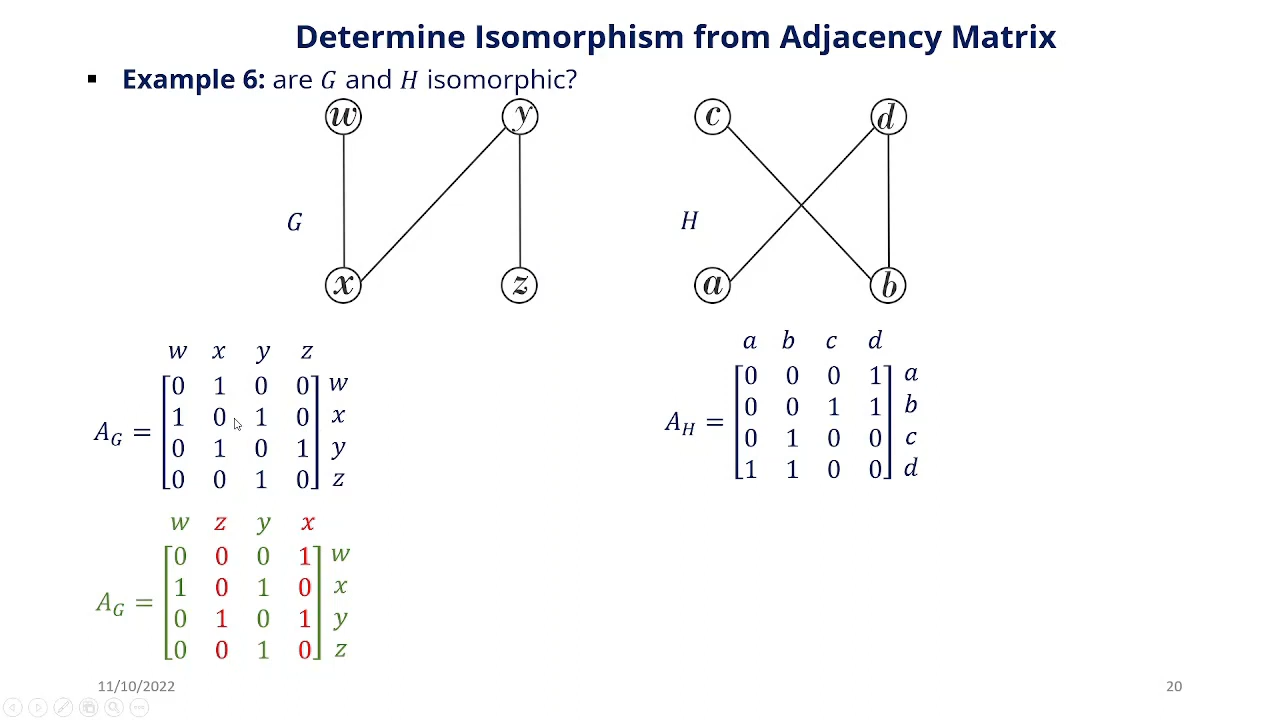 Determine Isomorphism from Adjacency Matrix
▪ Example 6: are G and H isomorphic?
w y c d
G H
x z a b
w x y z
0 1 0 0 w
1 0 1 0 x
A_G =
0 1 0 1 y
0 0 1 0 z
a b c d
0 0 0 1 a
0 0 1 1 b
A_H =
0 1 0 0 c
1 1 0 0 d
w z y x
0 0 0 1 w
1 0 1 0 x
A_G =
0 1 0 1 y
0 0 1 0 z
11/10/2022 20